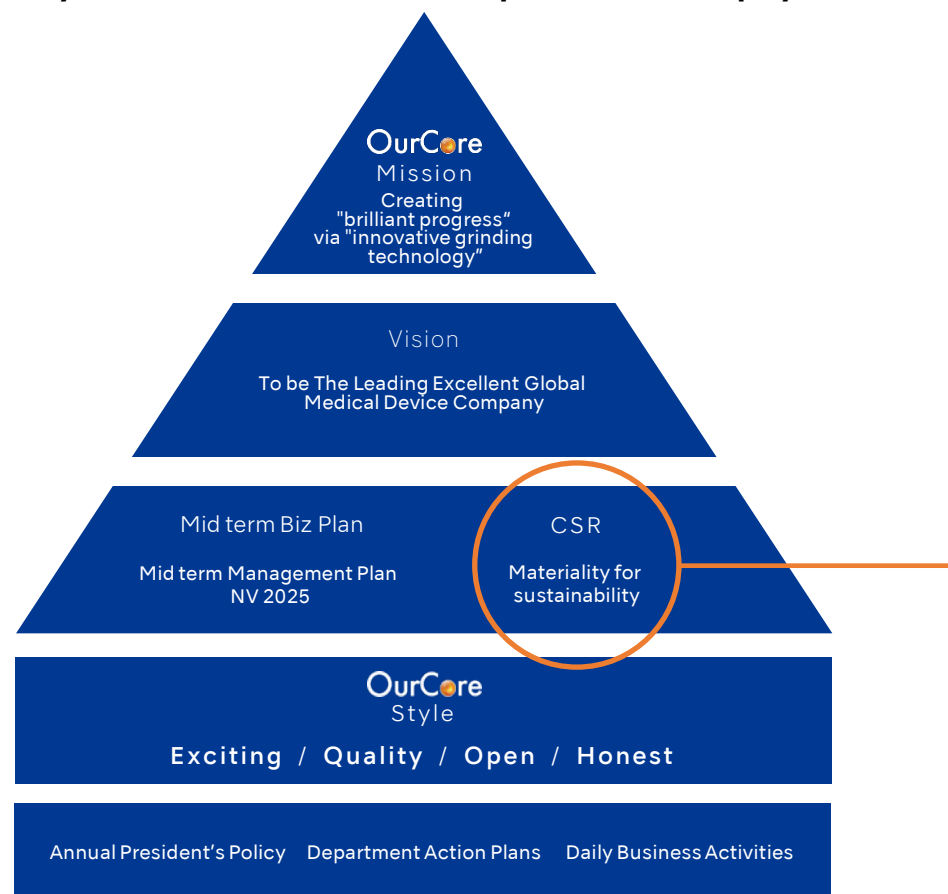 OurCore
Mission
Creating
"brilliant progress“
via "innovative grinding
technology”
Vision
To be The Leading Excellent Global
Medical Device Company
Mid term Biz Plan
Mid term Management Plan
NV 2025
CSR
Materiality for
sustainability
OurCore
Style
Exciting / Quality / Open / Honest
Annual President’s Policy Department Action Plans Daily Business Activities